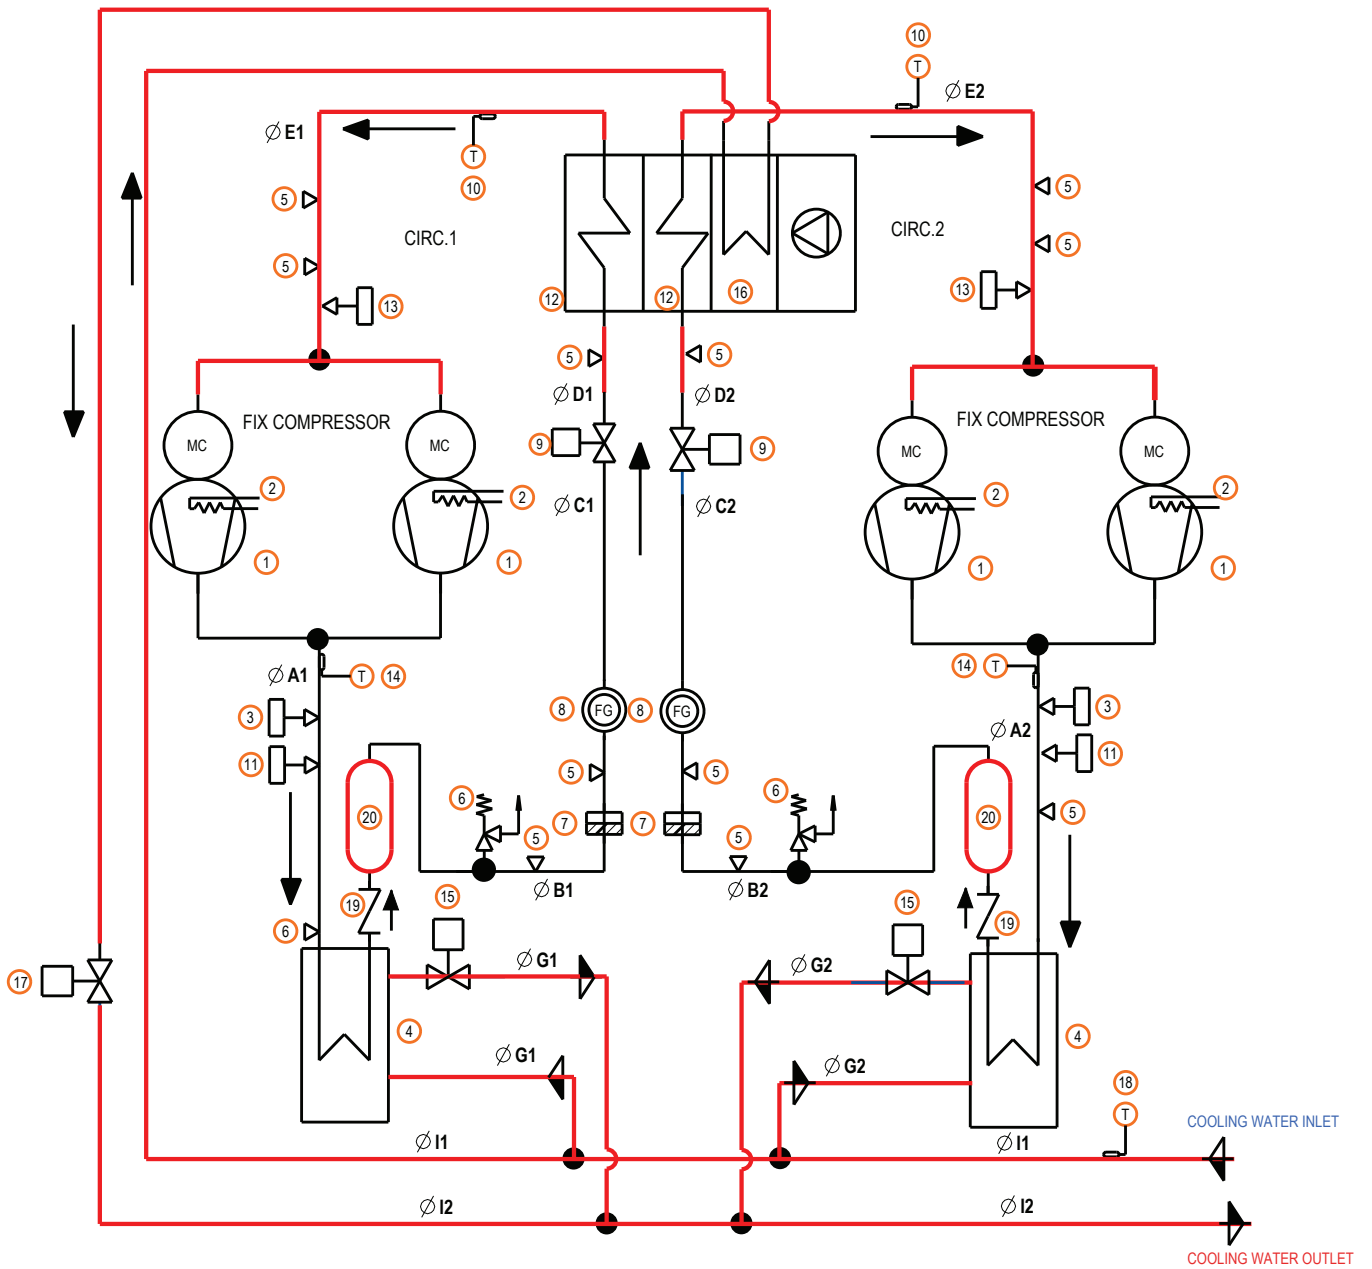 10
T
Ø E2
Ø E1
T
10
5
5
5
5
CIRC.1
CIRC.2
12
12
16
13
13
5
5
Ø D1
Ø D2
FIX COMPRESSOR
FIX COMPRESSOR
MC
MC
MC
MC
9
9
2
2
2
2
Ø C1
Ø C2
1
1
1
1
Ø A1
T
14
14
T
3
8
FG
8
FG
3
Ø A2
11
11
5
5
6
6
20
20
5
7
7
5
5
Ø B1
Ø B2
19
15
15
19
6
17
Ø G1
Ø G2
4
4
Ø G1
Ø G2
18
T
COOLING WATER INLET
Ø I1
Ø I1
Ø I2
Ø I2
COOLING WATER OUTLET